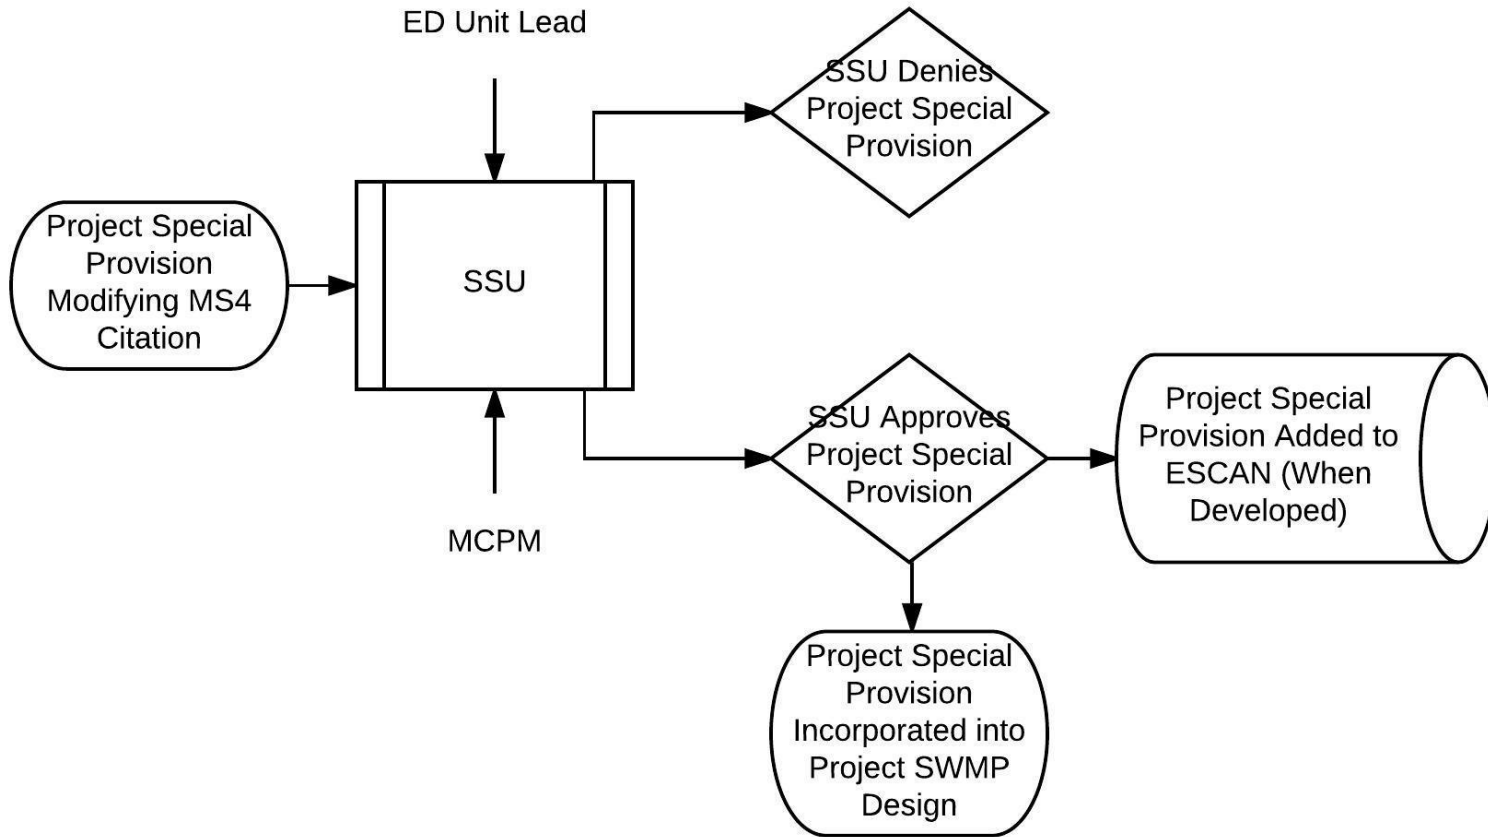 ED Unit Lead
SSU Denies
Project Special
Provision
Project Special
Provision
Modifying MS4
Citation
SSU
MCPM
SSU Approves
Project Special
Provision
Project Special
Provision Added to
ESCAN (When
Developed)
Project Special
Provision
Incorporated into
Project SWMP
Design